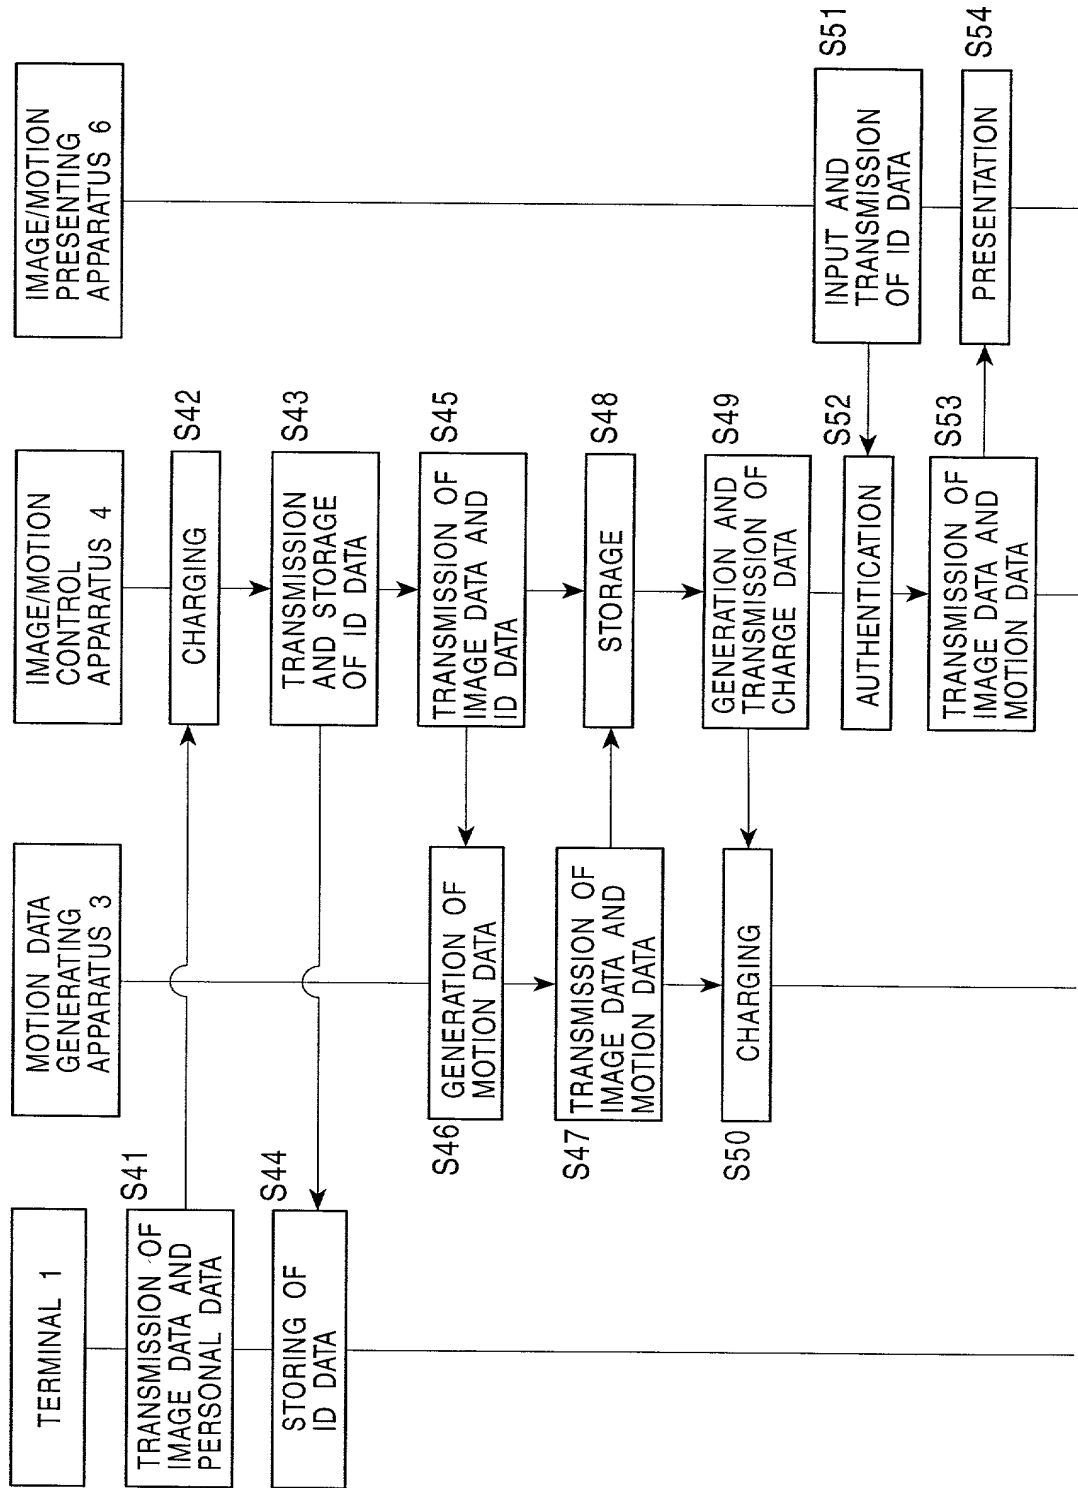 TERMINAL 1
MOTION DATA
GENERATING
APPARATUS 3
IMAGE/MOTION
CONTROL
APPARATUS 4
IMAGE/MOTION
PRESENTING
APPARATUS 6
S41
TRANSMISSION OF
IMAGE DATA AND
PERSONAL DATA
S42
CHARGING
S43
TRANSMISSION
AND STORAGE
OF ID DATA
S44
STORING OF
ID DATA
S45
TRANSMISSION OF
IMAGE DATA AND
ID DATA
S46
GENERATION OF
MOTION DATA
S47
TRANSMISSION OF
IMAGE DATA AND
MOTION DATA
S48
STORAGE
S49
GENERATION AND
TRANSMISSION OF
CHARGE DATA
S50
CHARGING
S51
INPUT AND
TRANSMISSION
OF ID DATA
S52
AUTHENTICATION
S53
TRANSMISSION OF
IMAGE DATA AND
MOTION DATA
S54
PRESENTATION